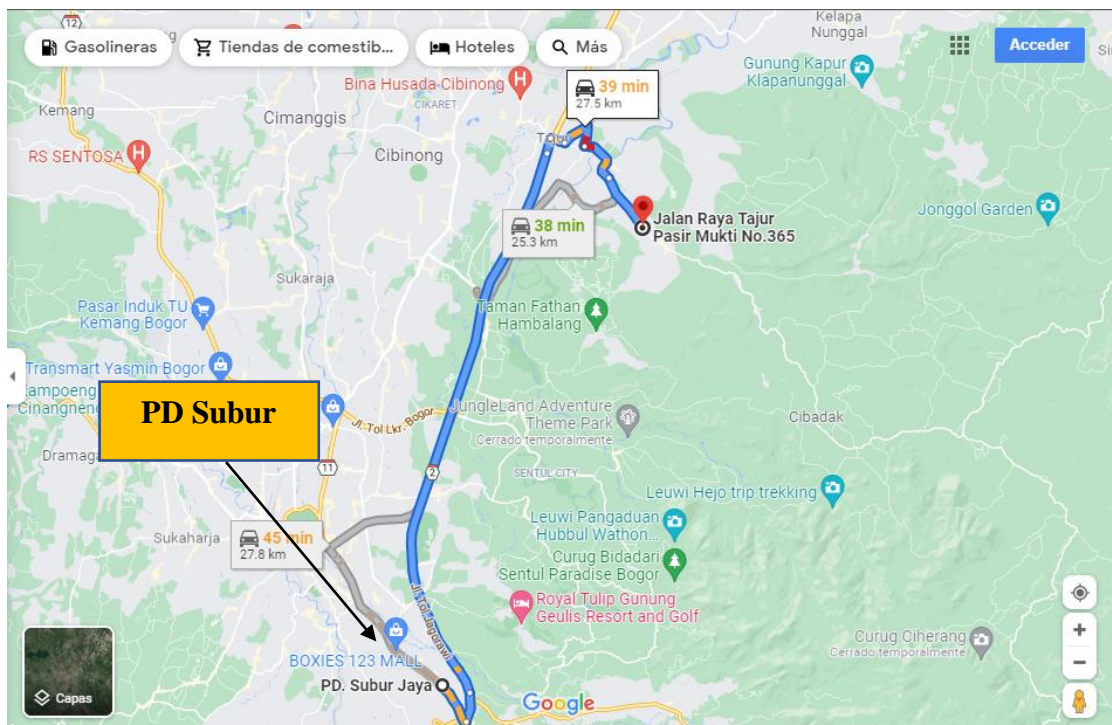 12
Kelapa
Nunggal
Gasolineras
Tiendas de comestib...
Hoteles
Más
Acceder
Gunung Kapur
Klapanunggal
Bina Husada-Cibinong
CIKARET
39 min
27.5 km
Kemang
Cimanggis
Cibinong
RS SENTOSA
Jalan Raya Tajur
Pasir Mukti No.365
Jonggol Garden
38 min
25.3 km
Sukaraja
Pasar Induk TU
Kemang Bogor
Taman Fathan
Hambalang
Transmart Yasmin Bogor
Cinangneng
PD Subur
Jl. Tol Lkr. Bogor
JungleLand Adventure
Theme Park
Cerrado temporalmente
Cibadak
Dramaga
11
2
SENTUL CITY
Leuwi Hejo trip trekking
Leuwi Pangaduan
Hubbul Wathon...
Sukaharja
45 min
27.8 km
Curug Bidadari
Sentul Paradise Bogor
Jl. Tol Jagorawi
Royal Tulip Gunung
Geulis Resort and Golf
Curug Ciherang
Cerrado temporalmente
BOXIES 123 MALL
PD. Subur Jaya
Capas
Google